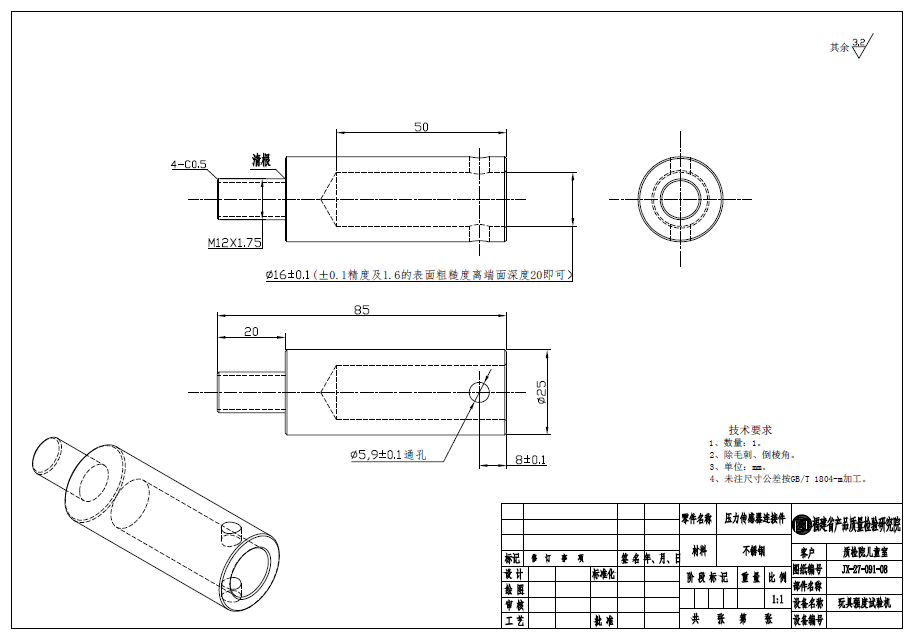 其余 3.2
50
4-C0.5
清根
M12X1.75
Ø16±0.1(±0.1精度及1.6的表面粗糙度离端面深度20即可)
85
20
Ø25
Ø5,9±0.1通孔
8±0.1
技术要求
1、数量：1。
2、除毛刺、倒棱角。
3、单位：mm。
4、未注尺寸公差按GB/T 1804-m加工。
零件名称 压力传感器连接件 福建省产品质量检验研究院
材料 不锈钢 客户 质检院儿童室
标记 修 订 事 项 签 名 年、月、日
设 计 标准化 阶 段 标 记 重 量 比 例 图纸编号 JX-27-091-08
绘 图 部件名称
审 核 1:1 设备名称 玩具强度试验机
工 艺 批 准 共 张 第 张 设备编号